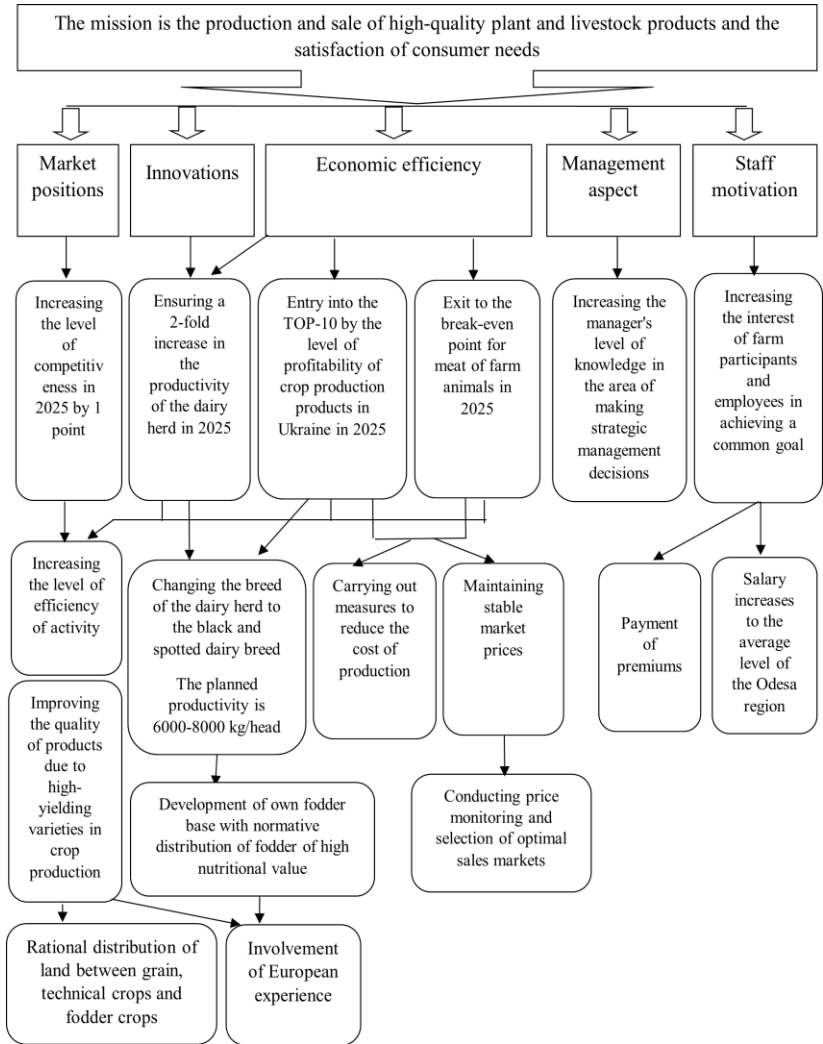 The mission is the production and sale of high-quality plant and livestock products and the
satisfaction of consumer needs
Market
positions
Innovations
Economic efficiency
Management
aspect
Staff
motivation
Increasing
the level
of
competitiv
eness in
2025 by 1
point
Ensuring a
2-fold
increase in
the
productivity
of the dairy
herd in 2025
Entry into the
TOP-10 by the
level of
profitability of
crop production
products in
Ukraine in 2025
Exit to the
break-even
point for
meat of farm
animals in
2025
Increasing the
manager's
level of
knowledge in
the area of
making
strategic
management
decisions
Increasing
the interest
of farm
participants
and
employees in
achieving a
common goal
Increasing
the level of
efficiency
of activity
Changing the breed
of the dairy herd to
the black and
spotted dairy breed
The planned
productivity is
6000-8000 kg/head
Carrying out
measures to
reduce the
cost of
production
Maintaining
stable
market
prices
Payment
of
premiums
Salary
increases to
the average
level of
the Odesa
region
Improving
the quality
of products
due to
high-
yielding
varieties in
crop
production
Development of own fodder
base with normative
distribution of fodder of high
nutritional value
Conducting price
monitoring and
selection of optimal
sales markets
Rational distribution of
land between grain,
technical crops and
fodder crops
Involvement
of European
experience